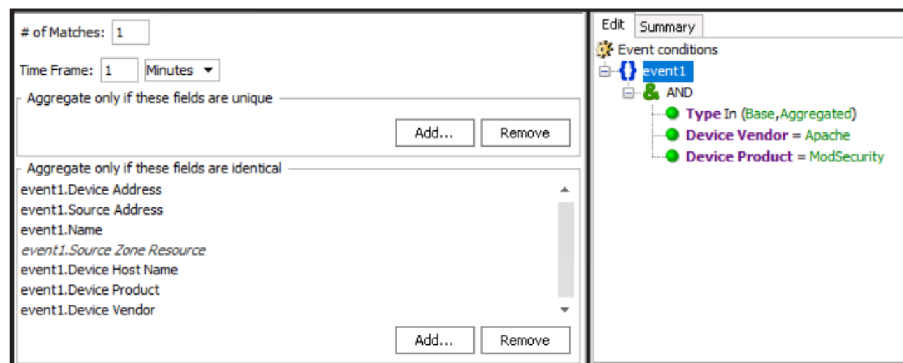 # of Matches: 1
Time Frame: 1 Minutes
Aggregate only if these fields are unique
Add... Remove
Aggregate only if these fields are identical
event1.Device Address
event1.Source Address
event1.Name
event1.Source Zone Resource
event1.Device Host Name
event1.Device Product
event1.Device Vendor
Add... Remove
Edit Summary
Event conditions
event1
& AND
Type In (Base,Aggregated)
Device Vendor = Apache
Device Product = ModSecurity